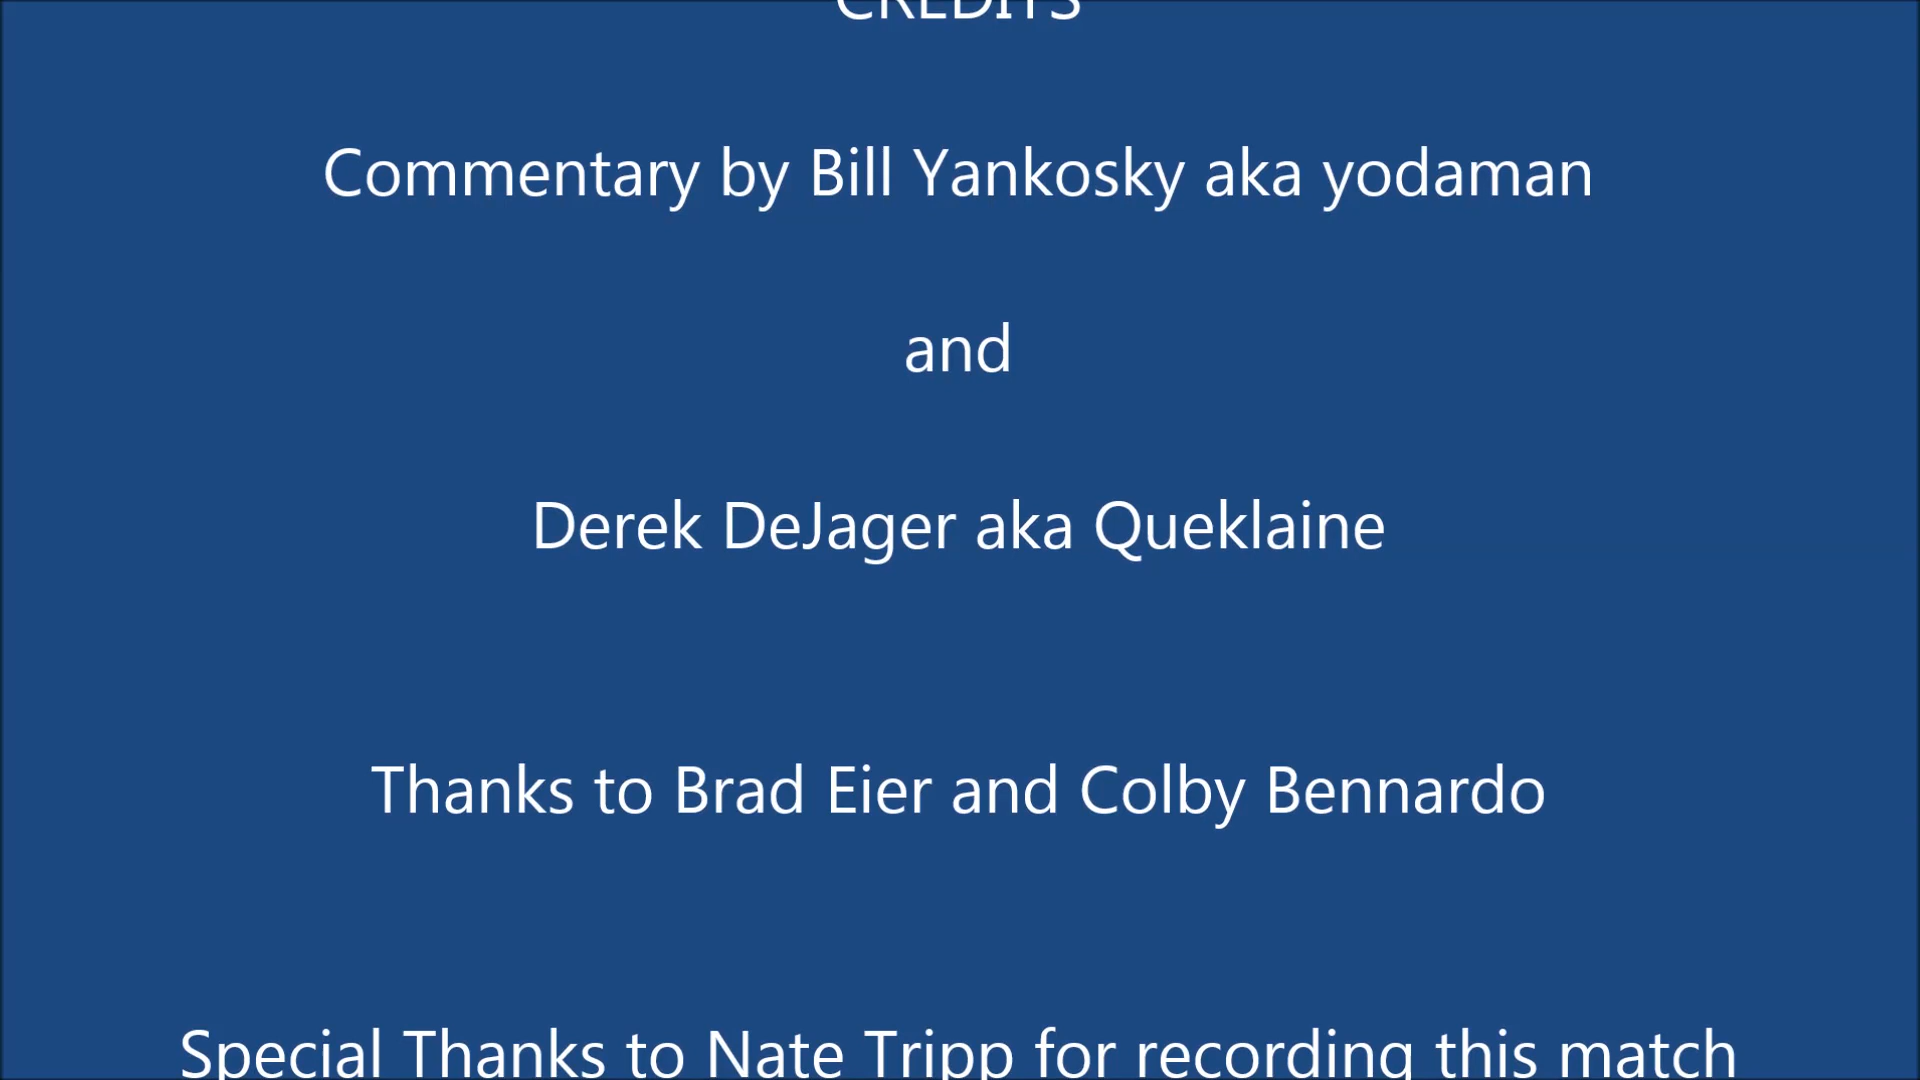 CREDITS
Commentary by Bill Yankosky aka yodaman
and
Derek DeJager aka Queklaine
Thanks to Brad Eier and Colby Bennardo
Special Thanks to Nate Tripp for recording this match